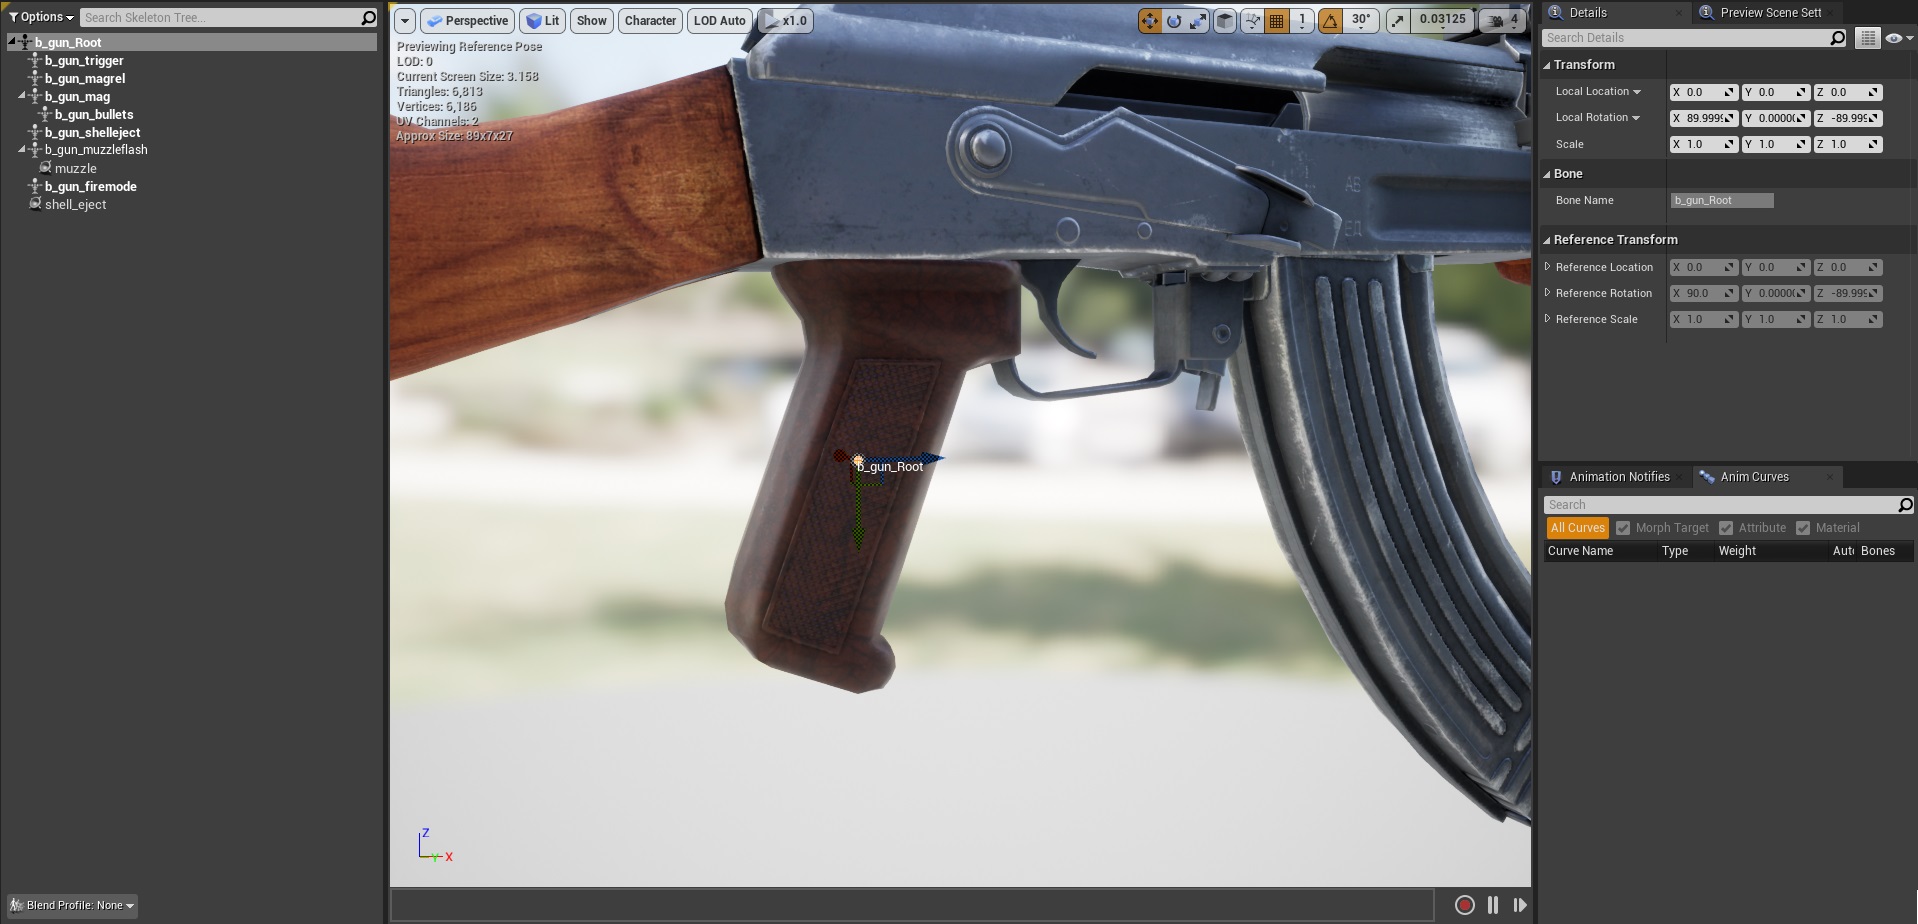 Options
Search Skeleton Tree...
b_gun_Root
b_gun_trigger
b_gun_magrel
b_gun_mag
b_gun_bullets
b_gun_shelleject
b_gun_muzzleflash
muzzle
b_gun_firemode
shell_eject
Blend Profile: None
Perspective
Lit
Show
Character
LOD Auto
x1.0
1
30°
0.03125
4
Previewing Reference Pose
LOD: 0
Current Screen Size: 3.158
Triangles: 6,813
Vertices: 6,186
UV Channels: 2
Approx Size: 89x7x27
b_gun_Root
Z
Y X
Details
Preview Scene Sett
Search Details
Transform
Local Location X 0.0 Y 0.0 Z 0.0
Local Rotation X 89.999 Y 0.0000 Z -89.999
Scale X 1.0 Y 1.0 Z 1.0
Bone
Bone Name b_gun_Root
Reference Transform
Reference Location X 0.0 Y 0.0 Z 0.0
Reference Rotation X 90.0 Y 0.0000 Z -89.999
Reference Scale X 1.0 Y 1.0 Z 1.0
Animation Notifies
Anim Curves
Search
All Curves Morph Target Attribute Material
Curve Name Type Weight Aut Bones